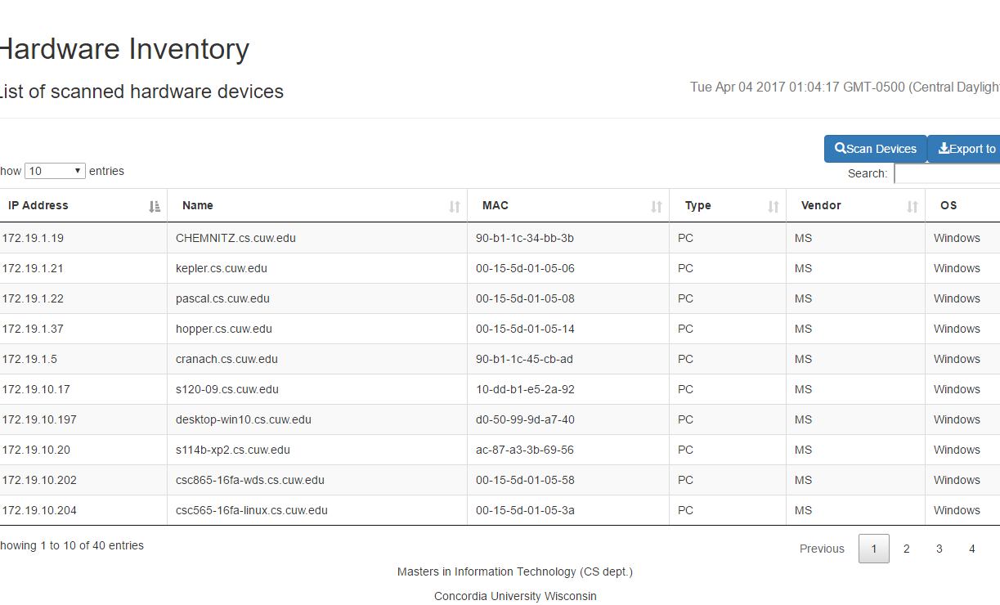 Hardware Inventory
List of scanned hardware devices
Tue Apr 04 2017 01:04:17 GMT-0500 (Central Dayligh
Scan Devices Export to
how 10 entries
Search:
IP Address Name MAC Type Vendor OS
172.19.1.19 CHEMNITZ.cs.cuw.edu 90-b1-1c-34-bb-3b PC MS Windows
172.19.1.21 kepler.cs.cuw.edu 00-15-5d-01-05-06 PC MS Windows
172.19.1.22 pascal.cs.cuw.edu 00-15-5d-01-05-08 PC MS Windows
172.19.1.37 hopper.cs.cuw.edu 00-15-5d-01-05-14 PC MS Windows
172.19.1.5 cranach.cs.cuw.edu 90-b1-1c-45-cb-ad PC MS Windows
172.19.10.17 s120-09.cs.cuw.edu 10-dd-b1-e5-2a-92 PC MS Windows
172.19.10.197 desktop-win10.cs.cuw.edu d0-50-99-9d-a7-40 PC MS Windows
172.19.10.20 s114b-xp2.cs.cuw.edu ac-87-a3-3b-69-56 PC MS Windows
172.19.10.202 csc865-16fa-wds.cs.cuw.edu 00-15-5d-01-05-58 PC MS Windows
172.19.10.204 csc565-16fa-linux.cs.cuw.edu 00-15-5d-01-05-3a PC MS Windows
howing 1 to 10 of 40 entries
Previous 1 2 3 4
Masters in Information Technology (CS dept.)
Concordia University Wisconsin